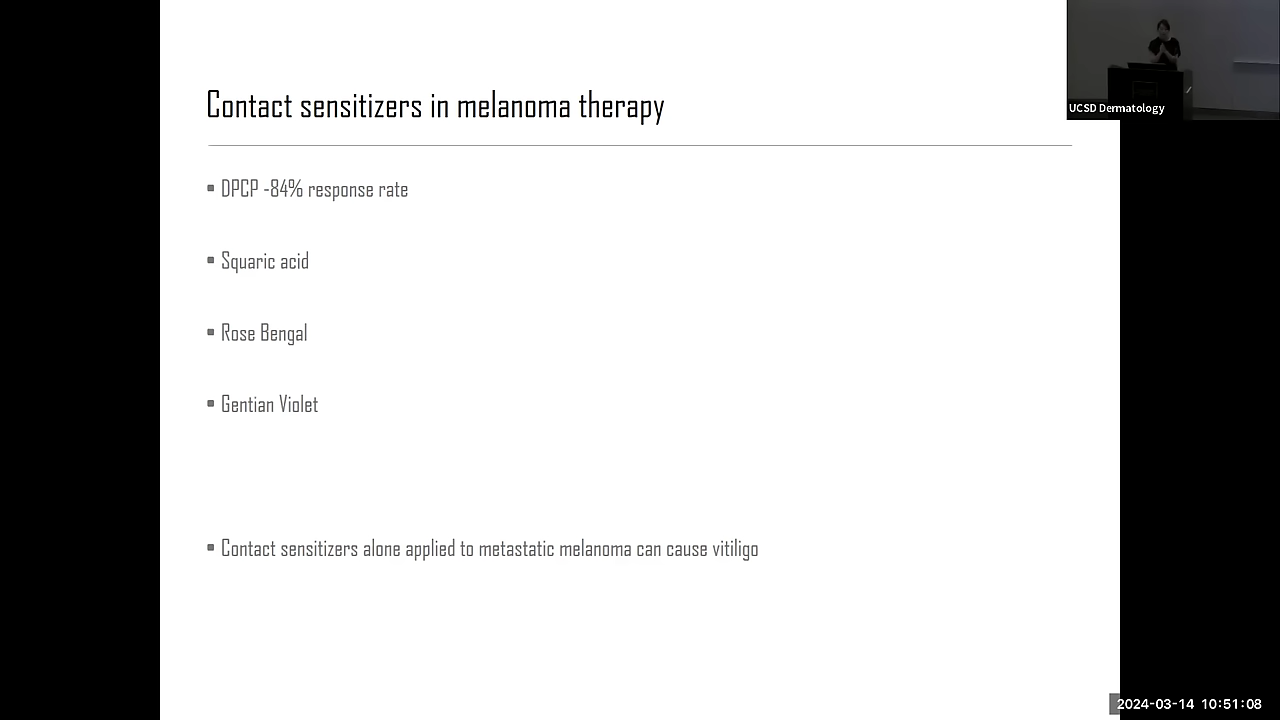 Contact sensitizers in melanoma therapy
UCSD Dermatology
▪ DPCP -84% response rate
▪ Squaric acid
▪ Rose Bengal
▪ Gentian Violet
▪ Contact sensitizers alone applied to metastatic melanoma can cause vitiligo
2024-03-14 10:51:08